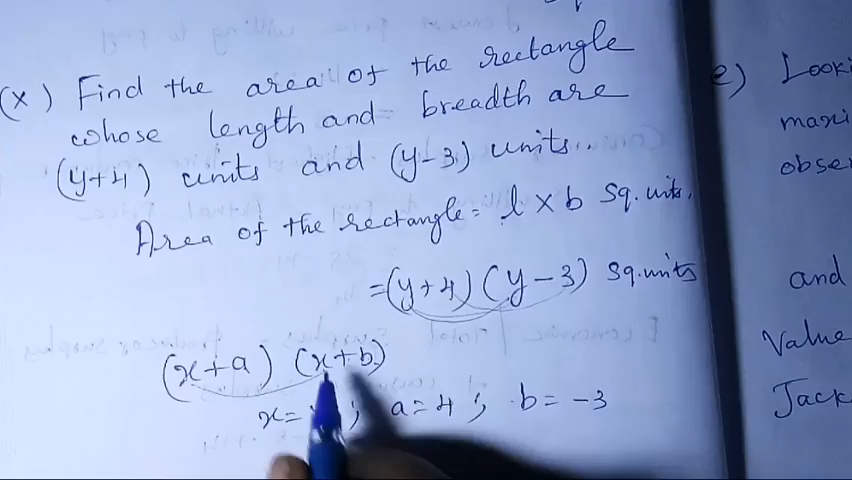 (x) Find the area of the rectangle
whose length and breadth are
(y+4) units and (y-3) units.
Area of the rectangle = l × b Sq. units.
= (y+4) (y-3) Sq.units
(x+a) (x+b)
x= ; a=4 ; b= -3
e) Looki
maxi
obser
and
Value
Jack